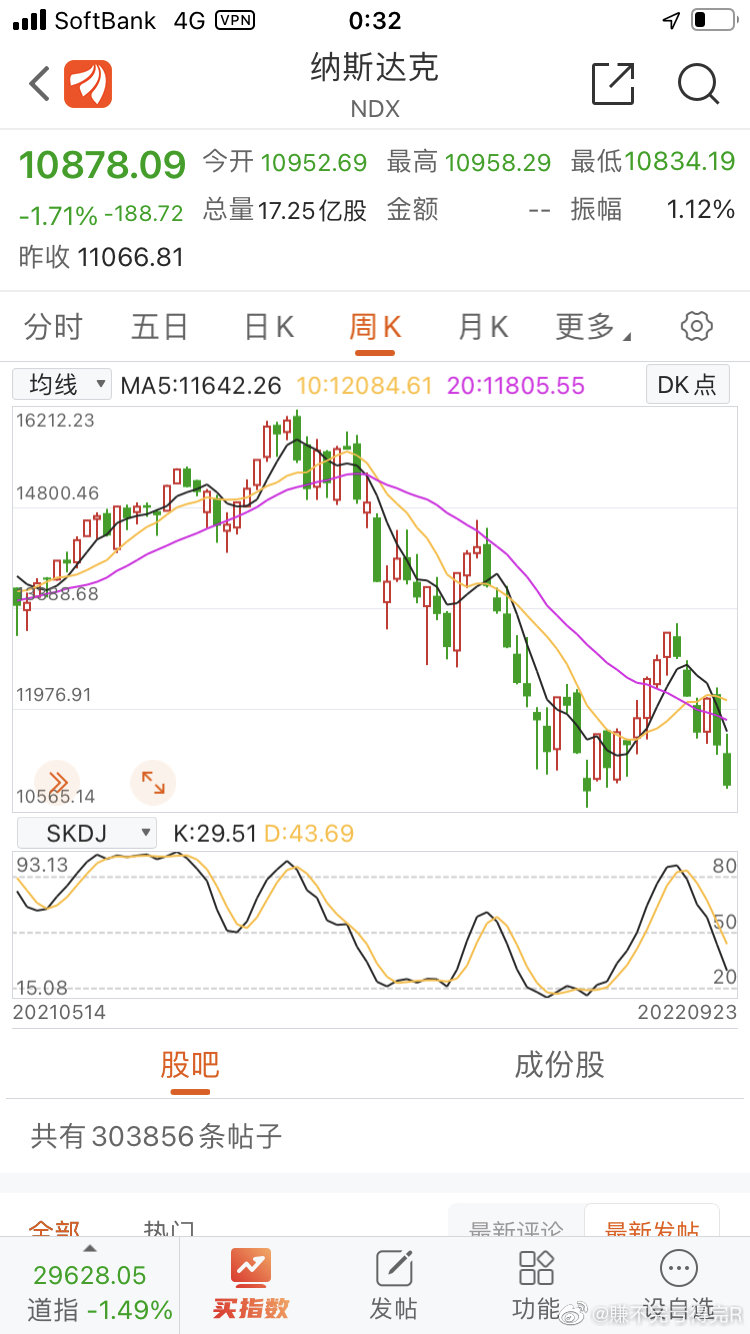 SoftBank 4G VPN 0:32
纳斯达克
NDX
10878.09 今开 10952.69 最高 10958.29 最低 10834.19
-1.71% -188.72 总量 17.25亿股 金额 -- 振幅 1.12%
昨收 11066.81
分时 五日 日K 周K 月K 更多
均线 MA5:11642.26 10:12084.61 20:11805.55 DK点
16212.23
14800.46
13388.68
11976.91
10565.14
SKDJ K:29.51 D:43.69
93.13 80
50
20
15.08
20210514 20220923
股吧 成份股
共有303856条帖子
全部 热门 最新评论 最新发帖
29628.05
道指 -1.49% 买指数 发帖 功能 设自选